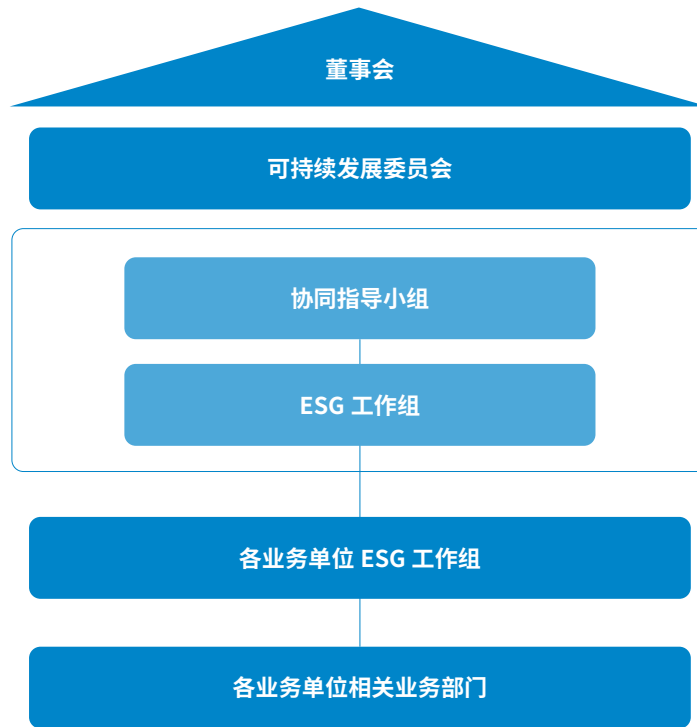 董事会
可持续发展委员会
协同指导小组
ESG 工作组
各业务单位 ESG 工作组
各业务单位相关业务部门